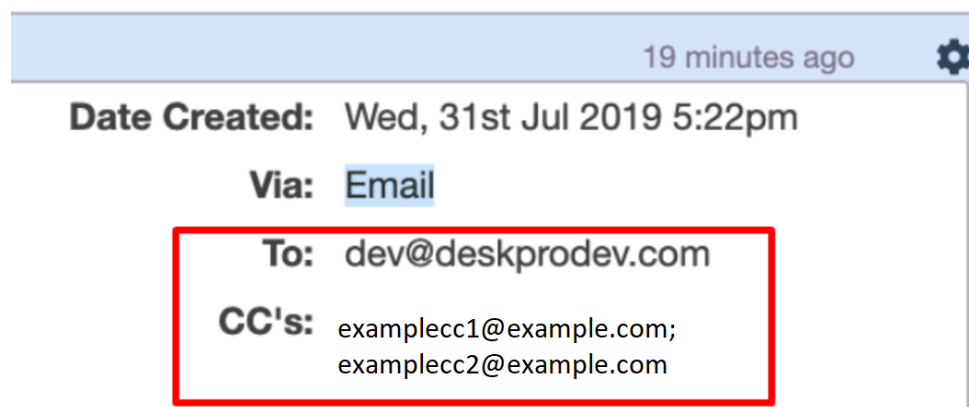 19 minutes ago
Date Created: Wed, 31st Jul 2019 5:22pm
Via: Email
To: dev@deskprodev.com
CC's: examplecc1@example.com;
examplecc2@example.com